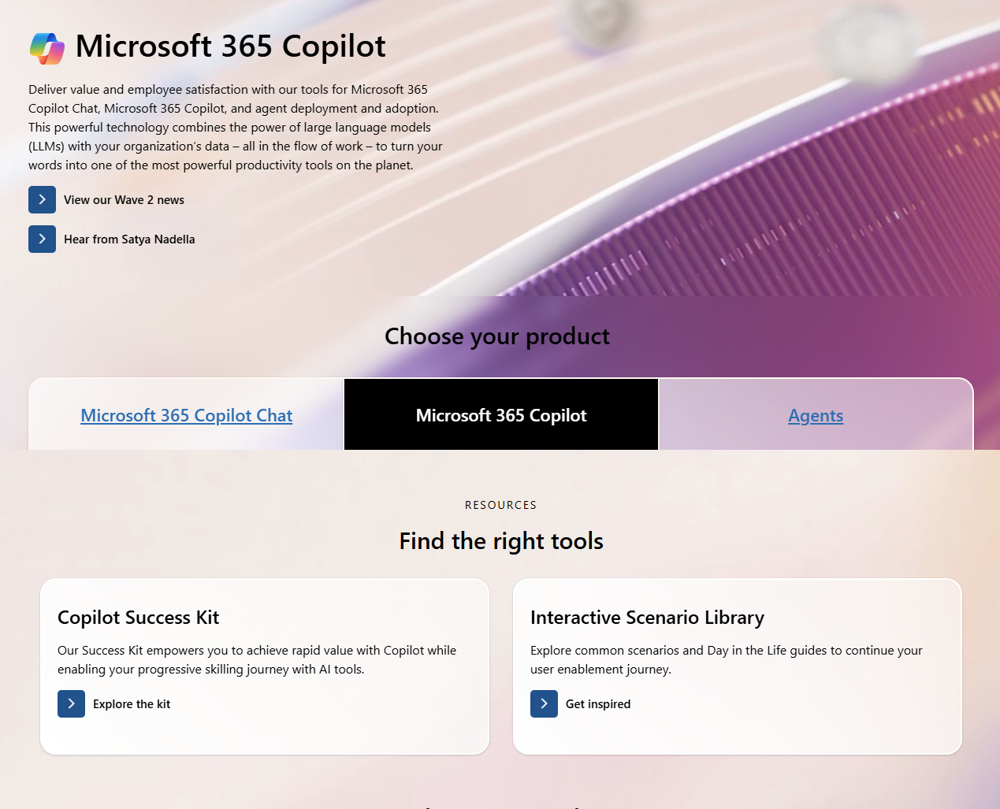 Microsoft 365 Copilot
Deliver value and employee satisfaction with our tools for Microsoft 365
Copilot Chat, Microsoft 365 Copilot, and agent deployment and adoption.
This powerful technology combines the power of large language models
(LLMs) with your organization’s data – all in the flow of work – to turn your
words into one of the most powerful productivity tools on the planet.
View our Wave 2 news
Hear from Satya Nadella
Choose your product
Microsoft 365 Copilot Chat
Microsoft 365 Copilot
Agents
RESOURCES
Find the right tools
Copilot Success Kit
Our Success Kit empowers you to achieve rapid value with Copilot while
enabling your progressive skilling journey with AI tools.
Explore the kit
Interactive Scenario Library
Explore common scenarios and Day in the Life guides to continue your
user enablement journey.
Get inspired